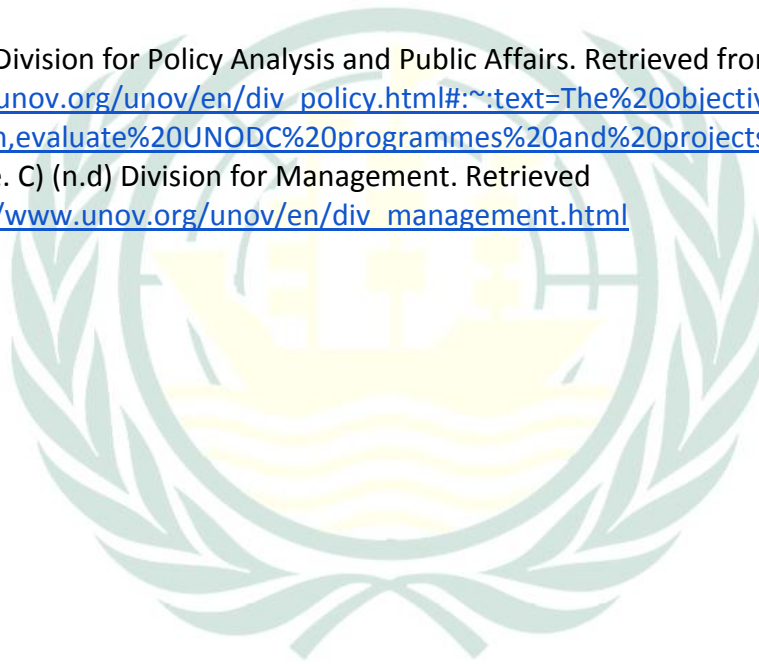 Division for Policy Analysis and Public Affairs. Retrieved from
unov.org/unov/en/div_policy.html#:~:text=The%20objectiv
n,evaluate%20UNODC%20programmes%20and%20projects
. C) (n.d) Division for Management. Retrieved
/www.unov.org/unov/en/div_management.html